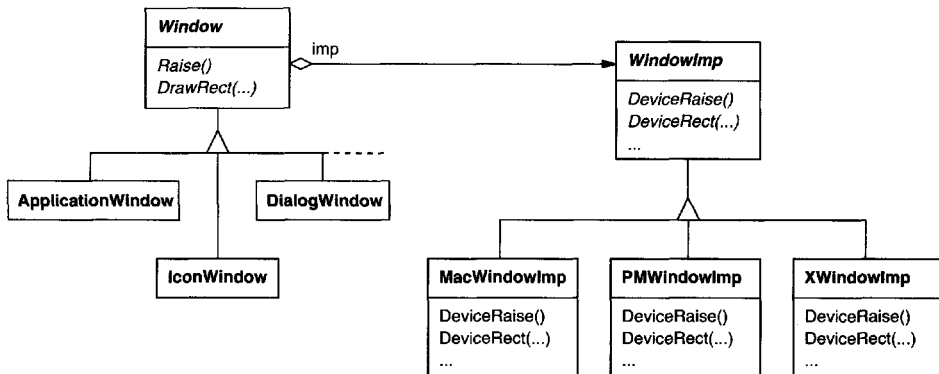 Window
Raise()
DrawRect(...)
imp
WindowImp
DeviceRaise()
DeviceRect(...)
...
ApplicationWindow
DialogWindow
IconWindow
MacWindowImp
DeviceRaise()
DeviceRect(...)
...
PMWindowImp
DeviceRaise()
DeviceRect(...)
...
XWindowImp
DeviceRaise()
DeviceRect(...)
...